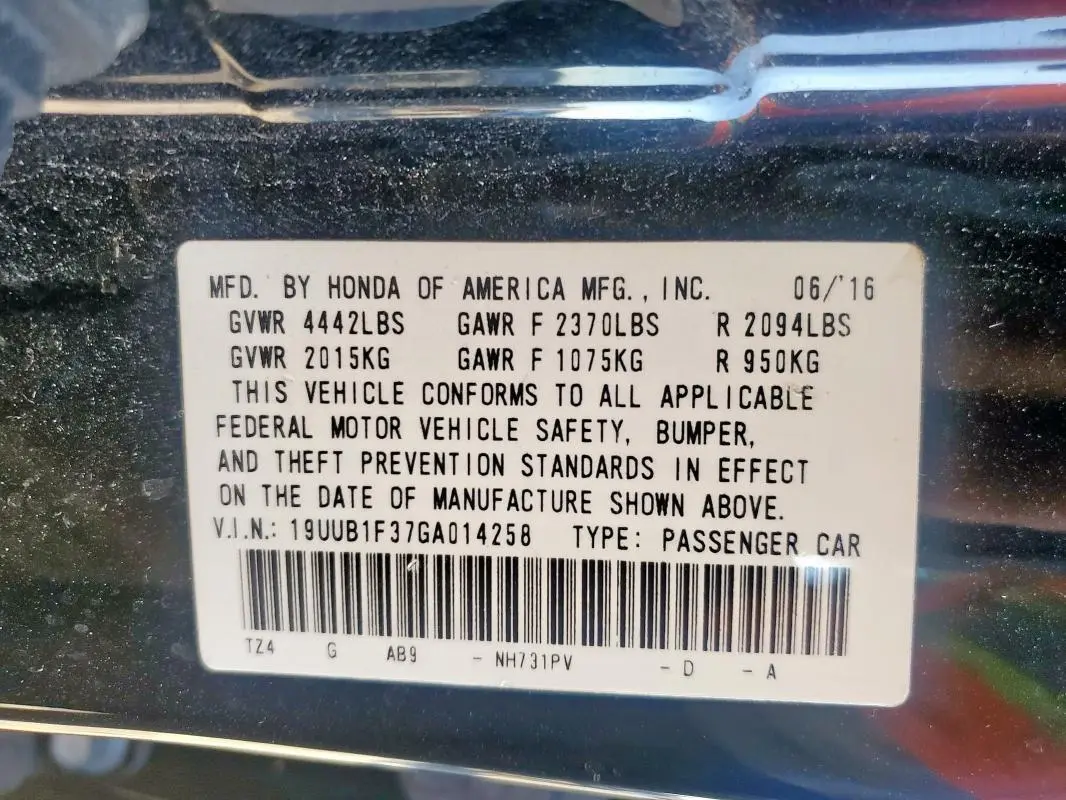 MFD. BY HONDA OF AMERICA MFG., INC. 06/'16
GVWR 4442LBS GAWR F 2370LBS R 2094LBS
GVWR 2015KG GAWR F 1075KG R 950KG
THIS VEHICLE CONFORMS TO ALL APPLICABLE
FEDERAL MOTOR VEHICLE SAFETY, BUMPER,
AND THEFT PREVENTION STANDARDS IN EFFECT
ON THE DATE OF MANUFACTURE SHOWN ABOVE.
V.I.N.: 19UUB1F37GA014258 TYPE: PASSENGER CAR
TZ4 G AB9 - NH731PV - D - A